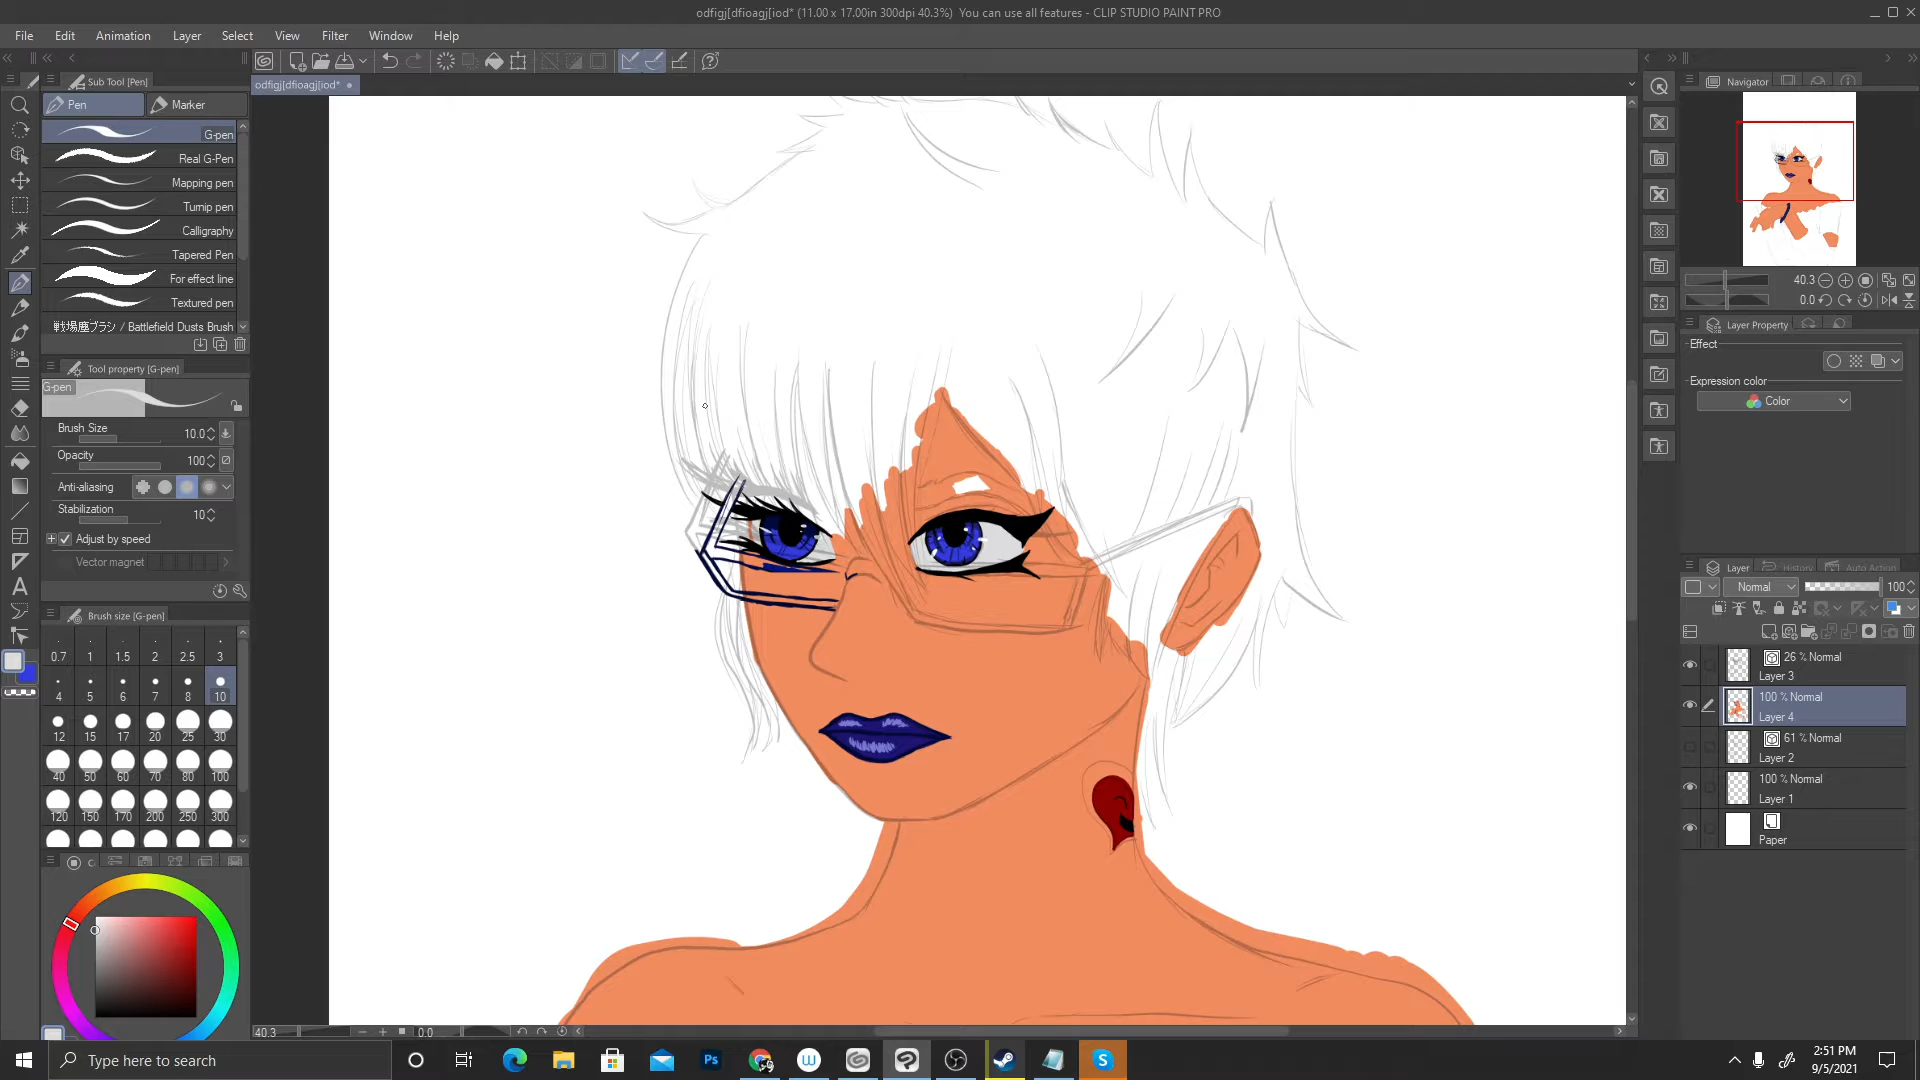 odfigj[dfioagj[iod* (11.00 x 17.00in 300dpi 40.3%) You can use all features - CLIP STUDIO PAINT PRO
File Edit Animation Layer Select View Filter Window Help
Sub Tool [Pen]
odfigj[dfioagj[iod*
Navigator
Pen Marker
G-pen
Real G-Pen
Mapping pen
Turnip pen
Calligraphy
Tapered Pen
For effect line
Textured pen
戦場塵ブラシ / Battlefield Dusts Brush
40.3
0.0
Layer Property
Effect
Expression color
Color
Tool property [G-pen]
G-pen
Brush Size 10.0
Opacity 100
Anti-aliasing
Stabilization 10
Adjust by speed
Vector magnet
Layer History Auto Action
Normal 100
Brush size [G-pen]
0.7 1 1.5 2 2.5 3
4 5 6 7 8 10
12 15 17 20 25 30
40 50 60 70 80 100
120 150 170 200 250 300
26 % Normal
Layer 3
100 % Normal
Layer 4
61 % Normal
Layer 2
100 % Normal
Layer 1
Paper
40.3 0.0
Type here to search
Ps
2:51 PM
9/5/2021